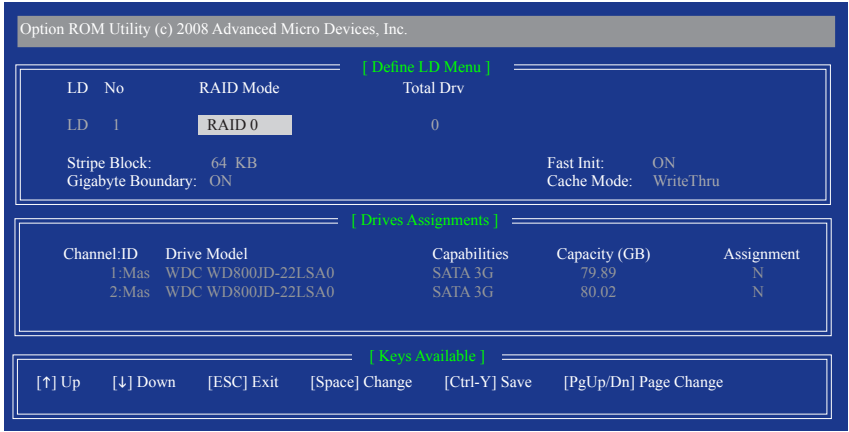 Option ROM Utility (c) 2008 Advanced Micro Devices, Inc.
[ Define LD Menu ]
LD No RAID Mode Total Drv
LD 1 RAID 0 0
Stripe Block: 64 KB Fast Init: ON
Gigabyte Boundary: ON Cache Mode: WriteThru
[ Drives Assignments ]
Channel:ID Drive Model Capabilities Capacity (GB) Assignment
1:Mas WDC WD800JD-22LSA0 SATA 3G 79.89 N
2:Mas WDC WD800JD-22LSA0 SATA 3G 80.02 N
[ Keys Available ]
[↑] Up [↓] Down [ESC] Exit [Space] Change [Ctrl-Y] Save [PgUp/Dn] Page Change